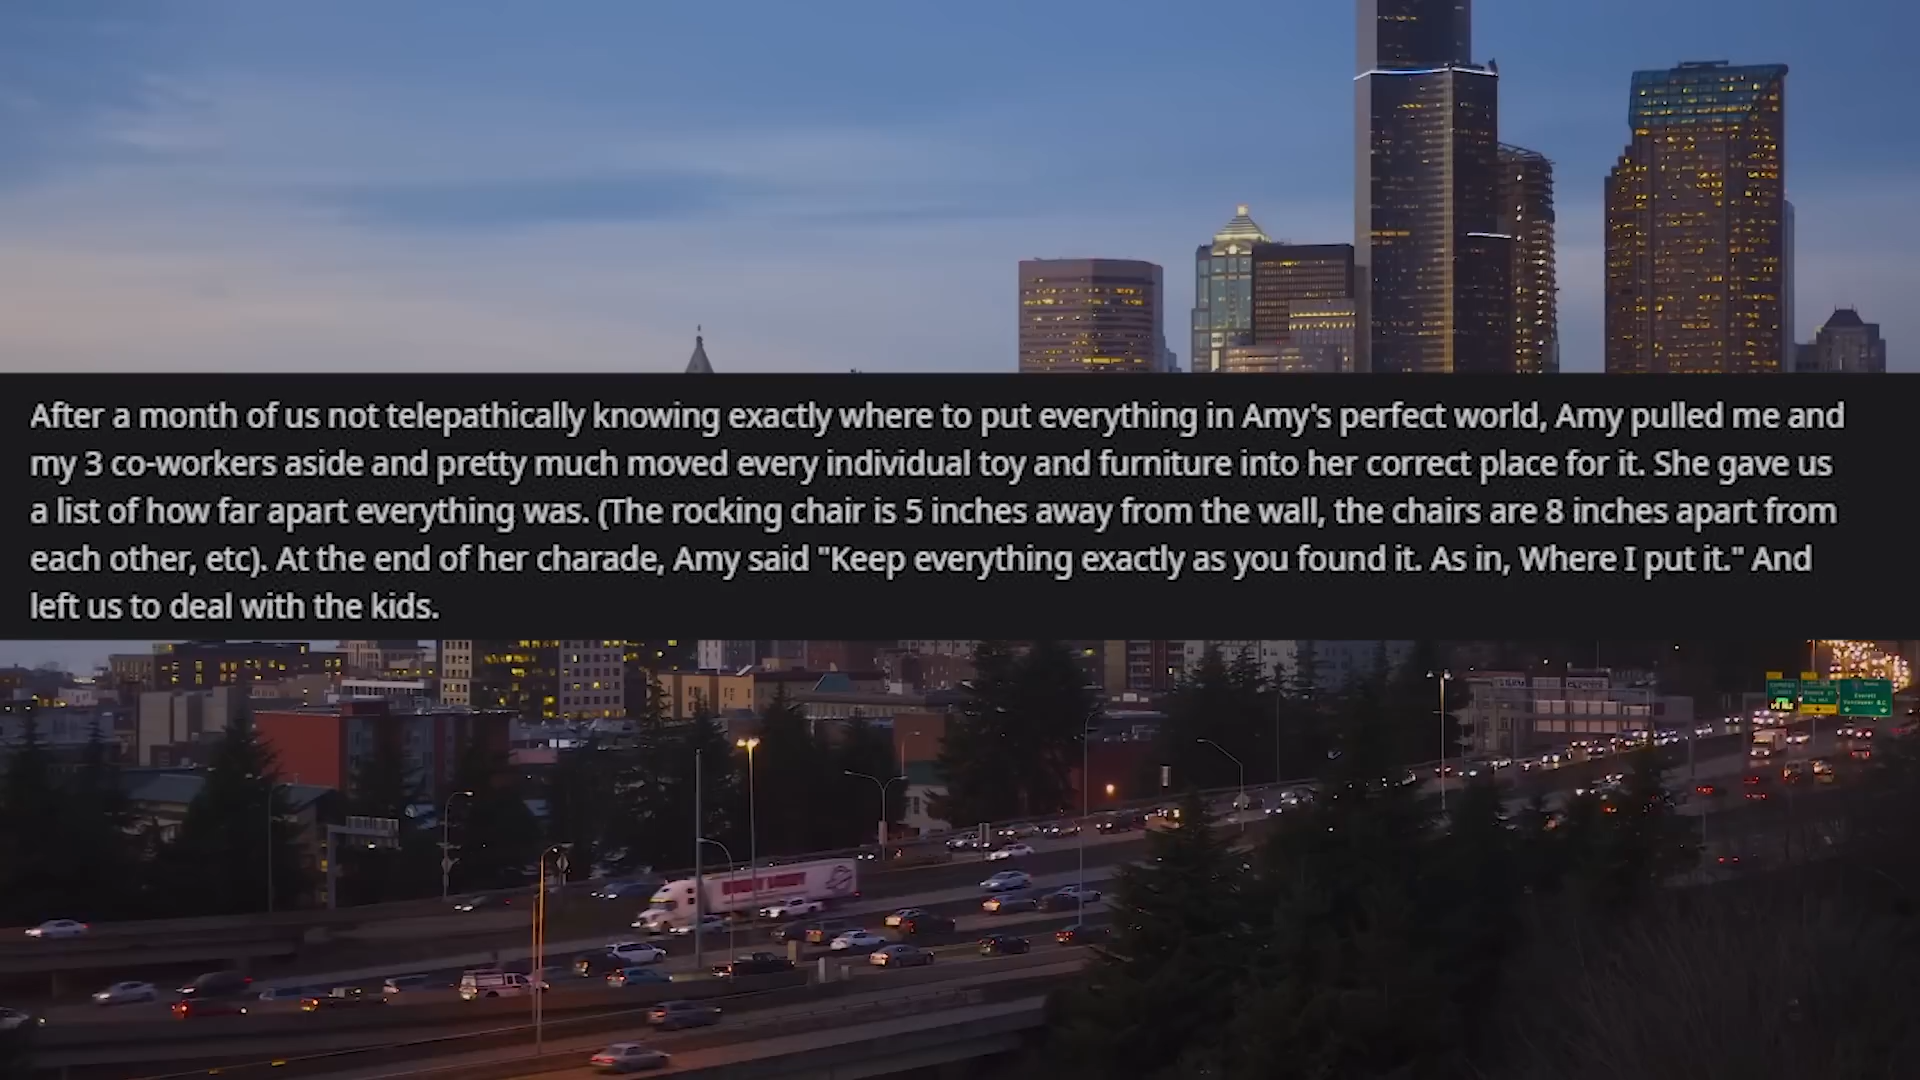 After a month of us not telepathically knowing exactly where to put everything in Amy's perfect world, Amy pulled me and
my 3 co-workers aside and pretty much moved every individual toy and furniture into her correct place for it. She gave us
a list of how far apart everything was. (The rocking chair is 5 inches away from the wall, the chairs are 8 inches apart from
each other, etc). At the end of her charade, Amy said "Keep everything exactly as you found it. As in, Where I put it." And
left us to deal with the kids.
Everett
Vancouver B.C.